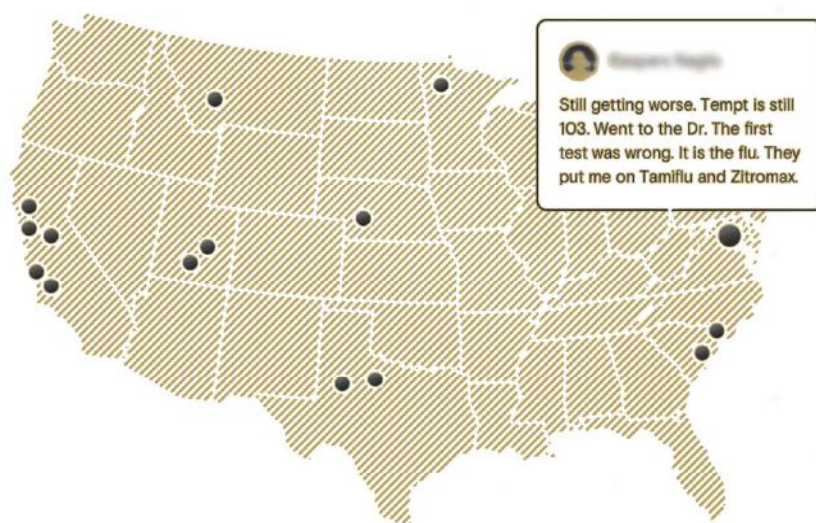 Still getting worse. Tempt is still
103. Went to the Dr. The first
test was wrong. It is the flu. They
put me on Tamiflu and Zitromax.